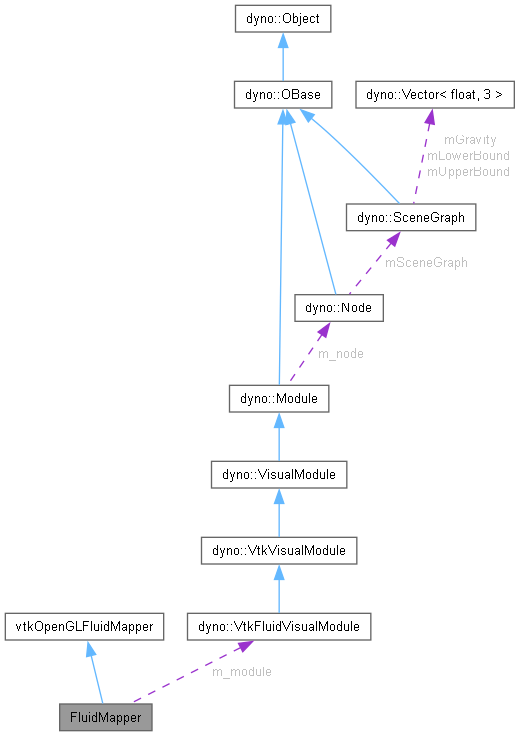 dyno::Object
dyno::OBase
dyno::Vector< float, 3 >
mGravity
mLowerBound
mUpperBound
dyno::SceneGraph
mSceneGraph
dyno::Node
m_node
dyno::Module
dyno::VisualModule
dyno::VtkVisualModule
vtkOpenGLFluidMapper
dyno::VtkFluidVisualModule
m_module
FluidMapper